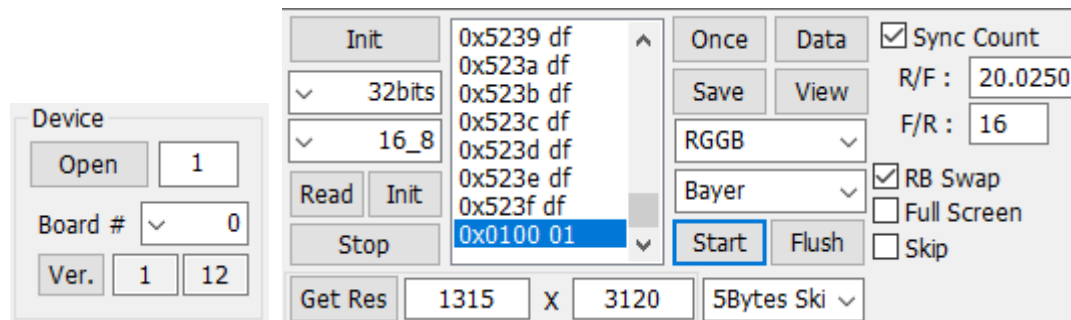 Device
Open 1
Board # 0
Ver. 1 12
Init
32bits
16_8
Read Init
Stop
0x5239 df
0x523a df
0x523b df
0x523c df
0x523d df
0x523e df
0x523f df
0x0100 01
Once Data
Save View
RGGB
Bayer
Start Flush
Sync Count
R/F : 20.0250
F/R : 16
RB Swap
Full Screen
Skip
Get Res 1315 X 3120 5Bytes Ski